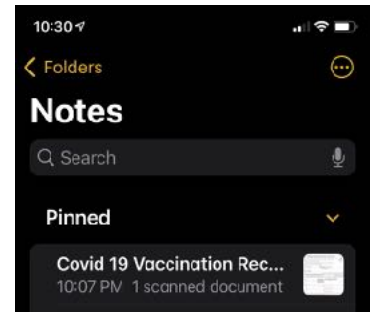 10:30
Folders
Notes
Search
Pinned
Covid 19 Vaccination Rec...
10:07 PM 1 scanned document